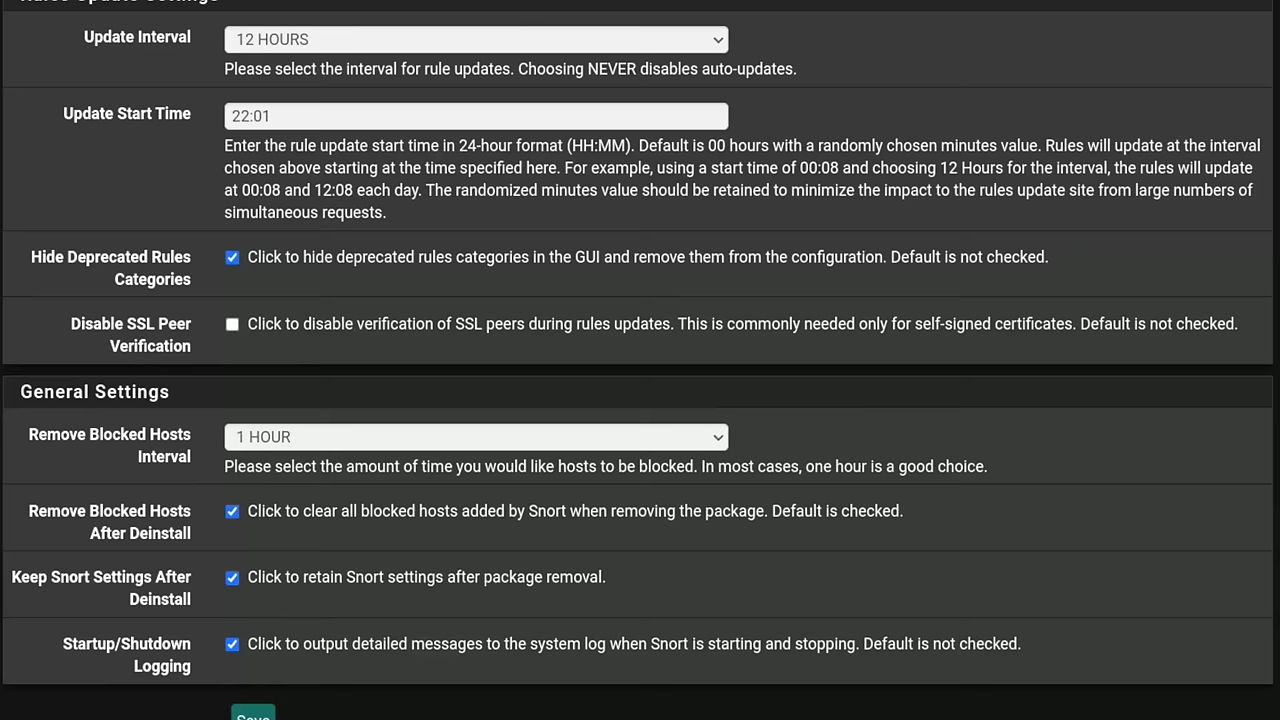 Rules Update Settings
Update Interval
12 HOURS
Please select the interval for rule updates. Choosing NEVER disables auto-updates.
Update Start Time
22:01
Enter the rule update start time in 24-hour format (HH:MM). Default is 00 hours with a randomly chosen minutes value. Rules will update at the interval
chosen above starting at the time specified here. For example, using a start time of 00:08 and choosing 12 Hours for the interval, the rules will update
at 00:08 and 12:08 each day. The randomized minutes value should be retained to minimize the impact to the rules update site from large numbers of
simultaneous requests.
Hide Deprecated Rules
Categories
Click to hide deprecated rules categories in the GUI and remove them from the configuration. Default is not checked.
Disable SSL Peer
Verification
Click to disable verification of SSL peers during rules updates. This is commonly needed only for self-signed certificates. Default is not checked.
General Settings
Remove Blocked Hosts
Interval
1 HOUR
Please select the amount of time you would like hosts to be blocked. In most cases, one hour is a good choice.
Remove Blocked Hosts
After Deinstall
Click to clear all blocked hosts added by Snort when removing the package. Default is checked.
Keep Snort Settings After
Deinstall
Click to retain Snort settings after package removal.
Startup/Shutdown
Logging
Click to output detailed messages to the system log when Snort is starting and stopping. Default is not checked.
Save